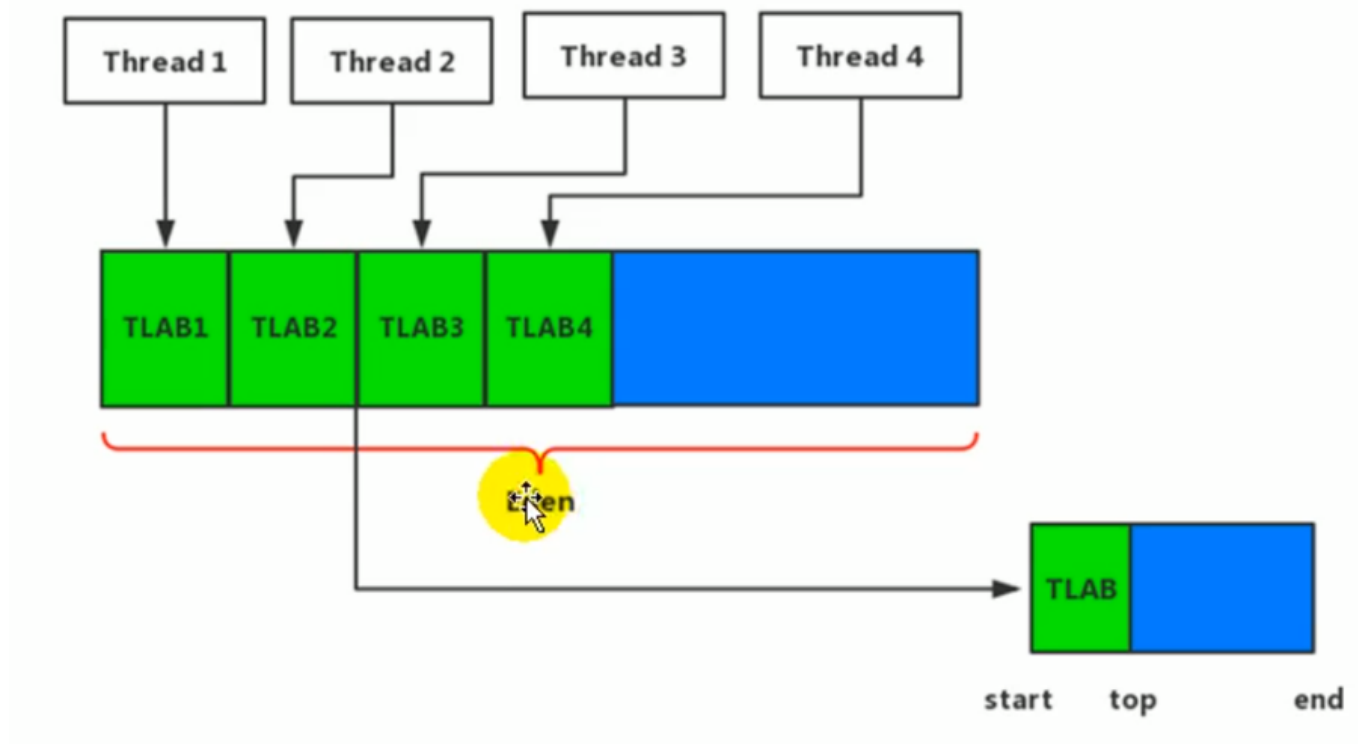 Thread 1
Thread 2
Thread 3
Thread 4
TLAB1
TLAB2
TLAB3
TLAB4
TLAB
start
top
end